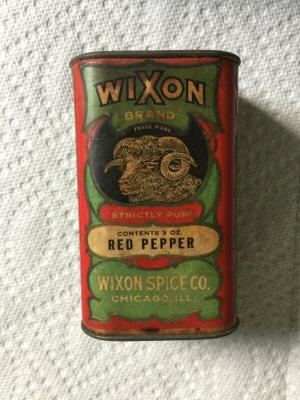 WIXON
BRAND
TRADE MARK
STRICTLY PURE
CONTENTS 3 OZ.
RED PEPPER
WIXON SPICE CO.
CHICAGO, ILL.